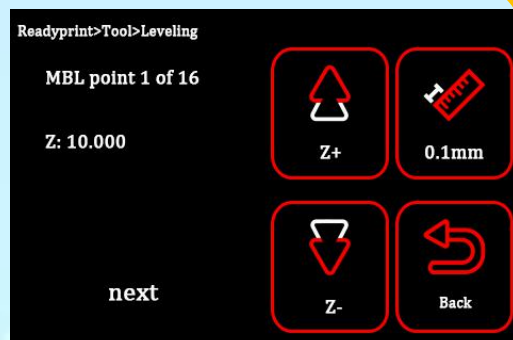 Readyprint>Tool>Leveling
MBL point 1 of 16
Z: 10.000
Z+
0.1mm
next
Z-
Back